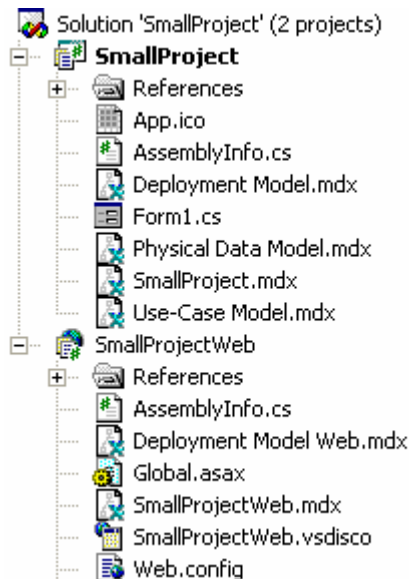 Solution 'SmallProject' (2 projects)
SmallProject
References
App.ico
AssemblyInfo.cs
Deployment Model.mdx
Form1.cs
Physical Data Model.mdx
SmallProject.mdx
Use-Case Model.mdx
SmallProjectWeb
References
AssemblyInfo.cs
Deployment Model Web.mdx
Global.asax
SmallProjectWeb.mdx
SmallProjectWeb.vsdisco
Web.config